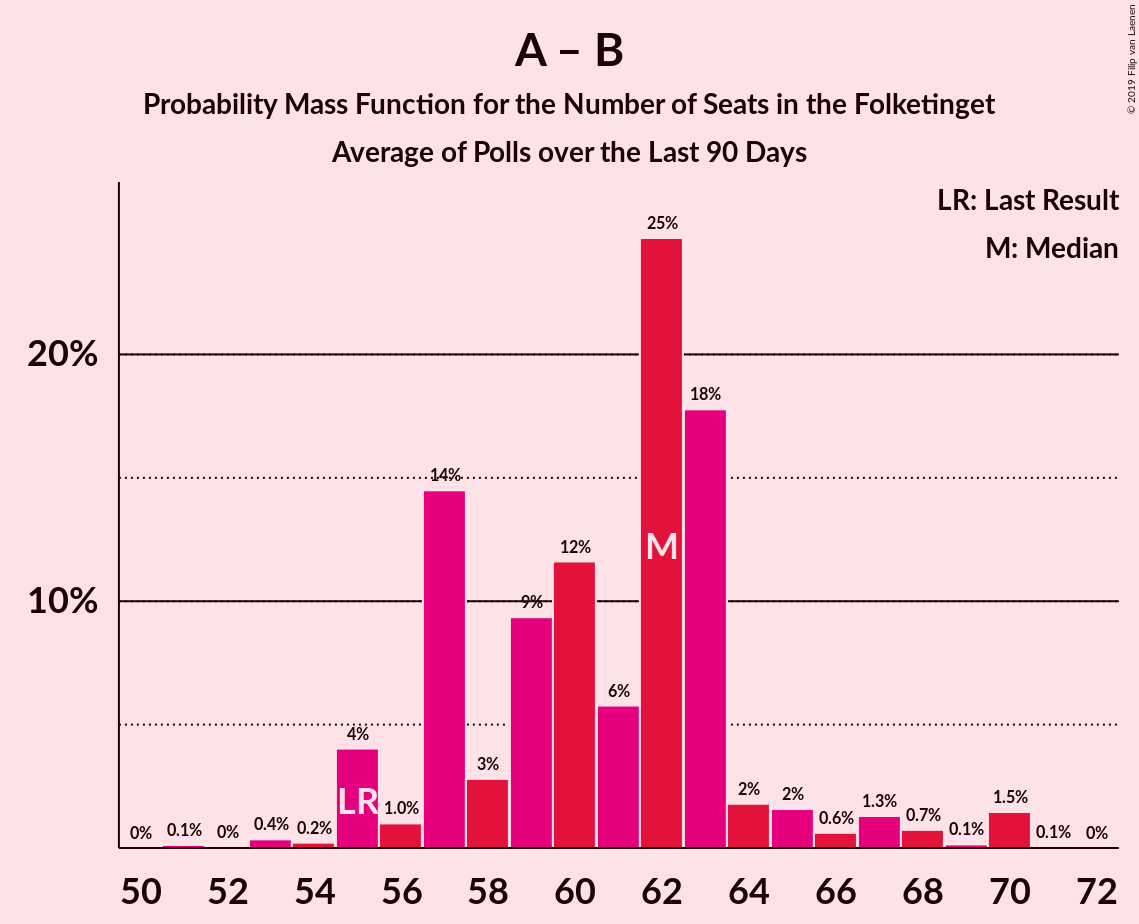 A – B
Probability Mass Function for the Number of Seats in the Folketinget
Average of Polls over the Last 90 Days
© 2019 Filip van Laenen
LR: Last Result
M: Median
20%
10%
0% 0.1% 0% 0.4% 0.2% 4% 1.0% 14% 3% 9% 12% 6% 25% 18% 2% 2% 0.6% 1.3% 0.7% 0.1% 1.5% 0.1% 0%
LR M
50 52 54 56 58 60 62 64 66 68 70 72